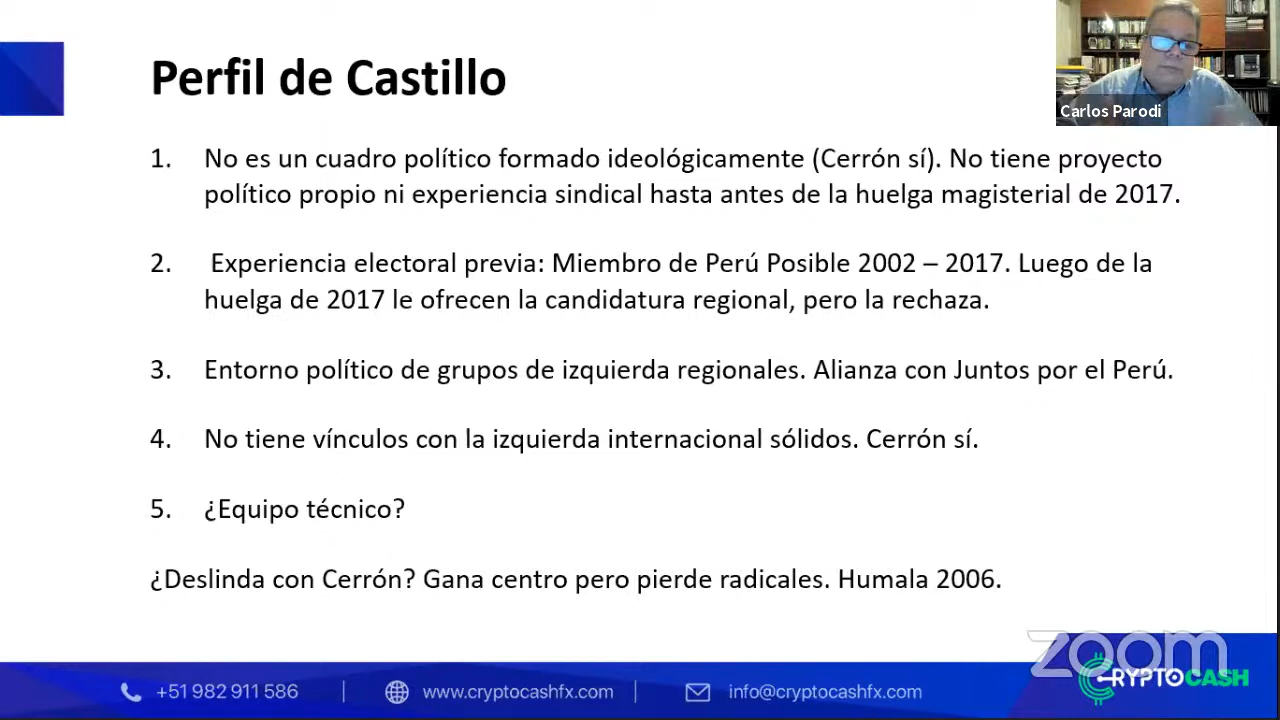 Perfil de Castillo
Carlos Parodi
1. No es un cuadro político formado ideológicamente (Cerrón sí). No tiene proyecto
político propio ni experiencia sindical hasta antes de la huelga magisterial de 2017.
2. Experiencia electoral previa: Miembro de Perú Posible 2002 – 2017. Luego de la
huelga de 2017 le ofrecen la candidatura regional, pero la rechaza.
3. Entorno político de grupos de izquierda regionales. Alianza con Juntos por el Perú.
4. No tiene vínculos con la izquierda internacional sólidos. Cerrón sí.
5. ¿Equipo técnico?
¿Deslinda con Cerrón? Gana centro pero pierde radicales. Humala 2006.
zoom
+51 982 911 586 | www.cryptocashfx.com | info@cryptocashfx.com
CRYPTOCASH